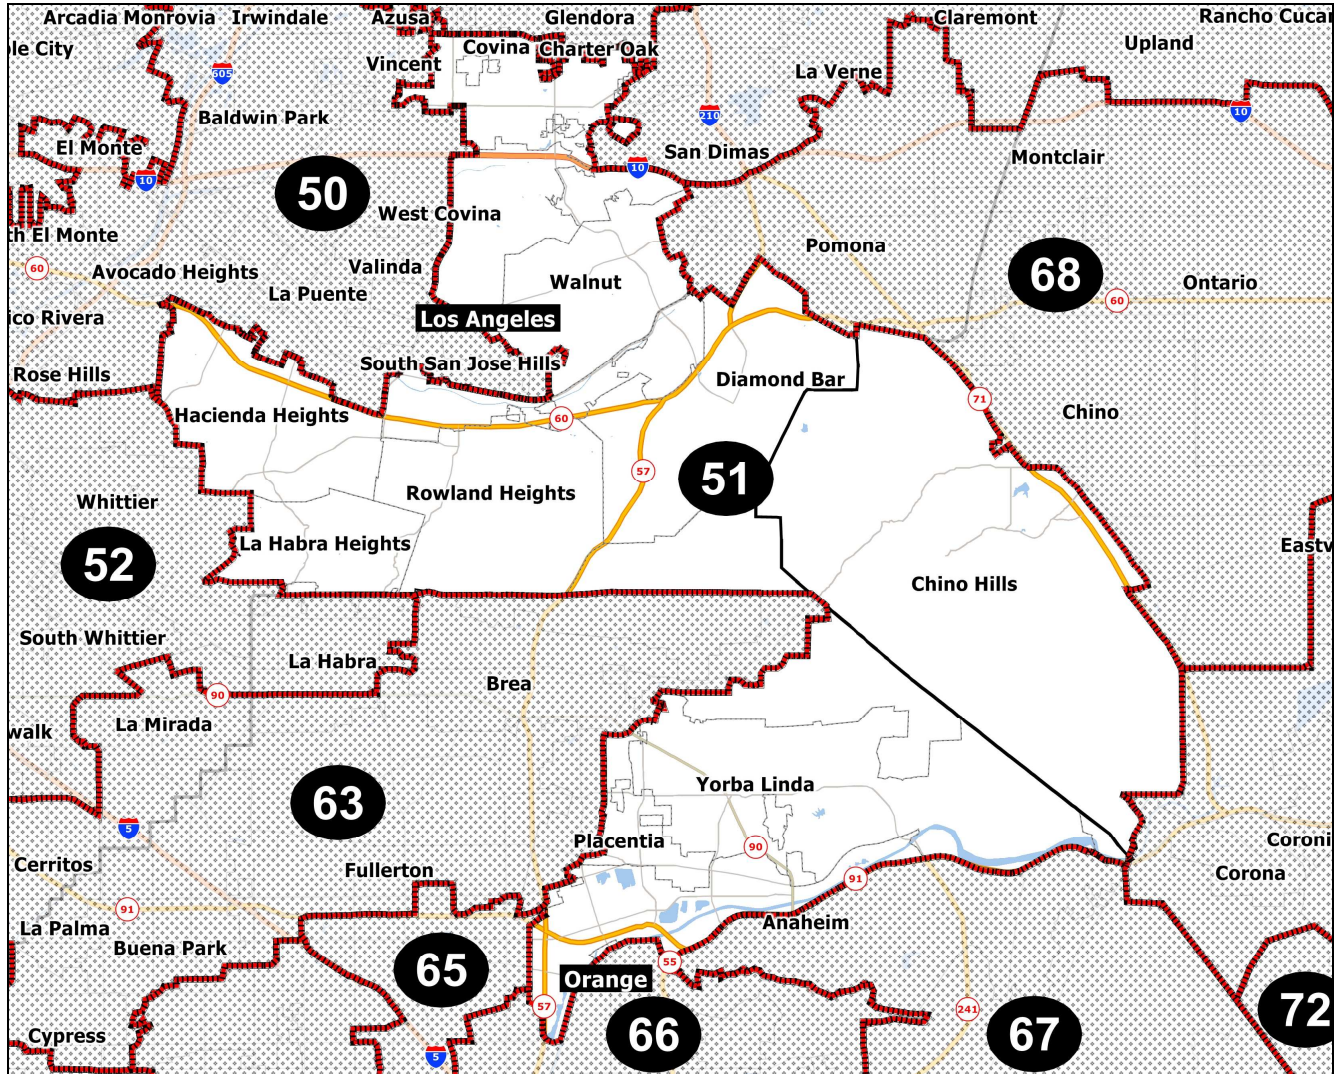 Arcadia Monrovia Irwindale Azusa Glendora Claremont Rancho Cucar
Covina Charter Oak Upland
ole City
Vincent La Verne
605
Baldwin Park 210 10
El Monte San Dimas Montclair
10 10
50
West Covina
th El Monte Pomona
60 Avocado Heights Valinda 68
La Puente Walnut Ontario
60
ico Rivera Los Angeles
South San Jose Hills
Rose Hills Diamond Bar
71
Hacienda Heights 60 Chino
57 51
Rowland Heights
Whittier
La Habra Heights Eastv
52
Chino Hills
South Whittier
La Habra
Brea
90
La Mirada
walk
Yorba Linda
63
5
Placentia 90
Cerritos Coroni
Fullerton 91 Corona
91
La Palma Anaheim
Buena Park
65 55
Orange
57 241 72
Cypress 66 67
5